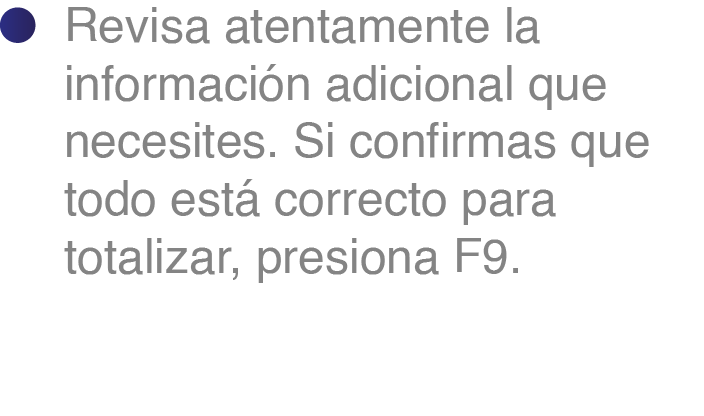 Revisa atentamente la
información adicional que
necesites. Si confirmas que
todo está correcto para
totalizar, presiona F9.